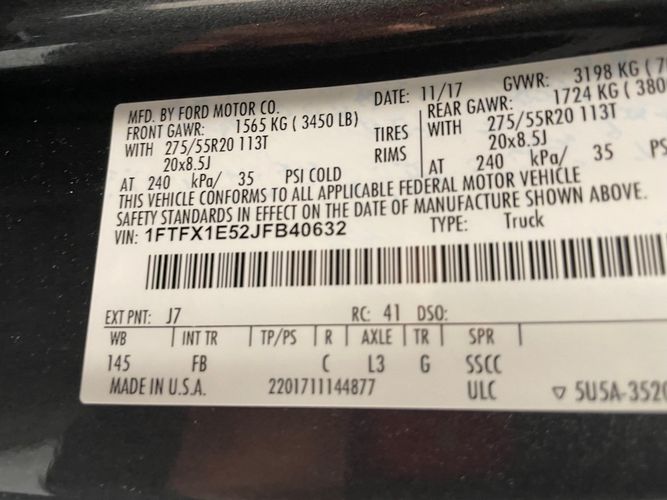 MFD. BY FORD MOTOR CO. DATE: 11/17 GVWR: 3198 KG
FRONT GAWR: 1565 KG ( 3450 LB) REAR GAWR: 1724 KG
WITH 275/55R20 113T TIRES WITH 275/55R20 113T
20x8.5J RIMS 20x8.5J
AT 240 kPa/ 35 PSI COLD AT 240 kPa/ 35 PSI
THIS VEHICLE CONFORMS TO ALL APPLICABLE FEDERAL MOTOR VEHICLE
SAFETY STANDARDS IN EFFECT ON THE DATE OF MANUFACTURE SHOWN ABOVE.
VIN: 1FTFX1E52JFB40632 TYPE: Truck
EXT PNT: J7 RC: 41 DSO:
WB INT TR TP/PS R AXLE TR SPR
145 FB C L3 G SSCC
MADE IN U.S.A. 2201711144877 ULC ▽ 5U5A-3520